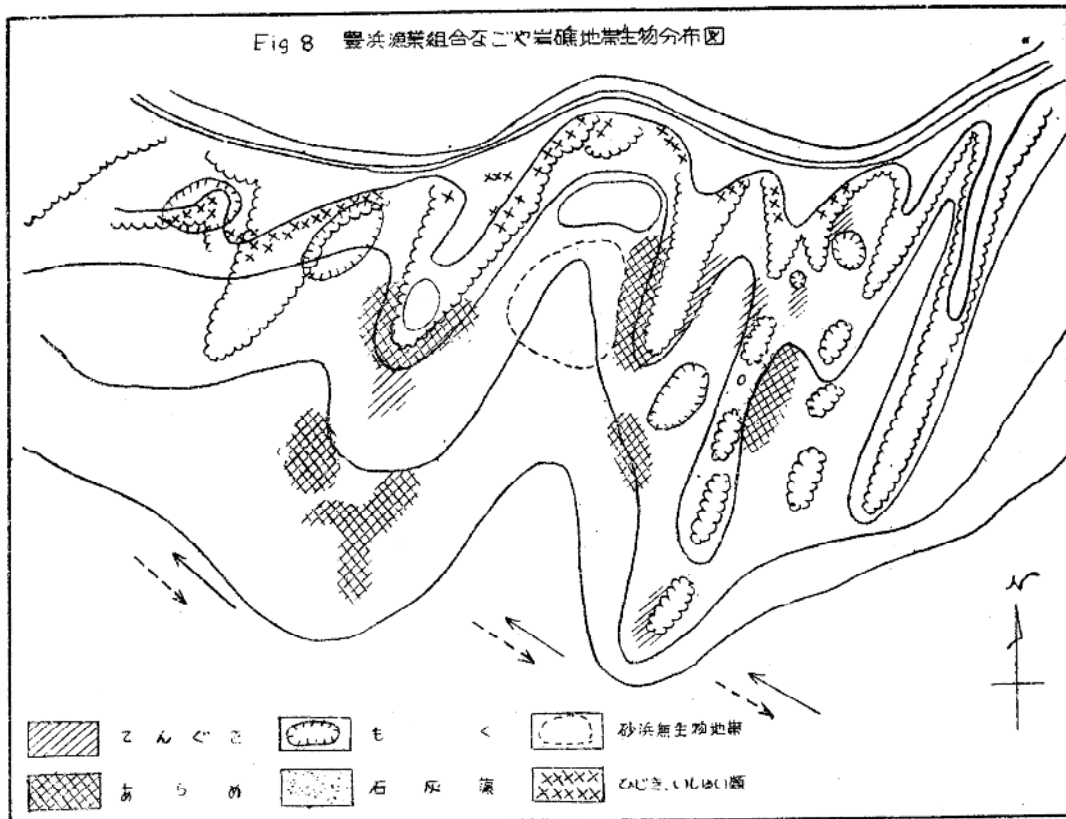 Fig 8 豊浜漁業組合なごや岩礁地帯生物分布図
N
てんぐさ
もく
砂浜無生物地帯
あらめ
石灰藻
ひじき、いしばい類